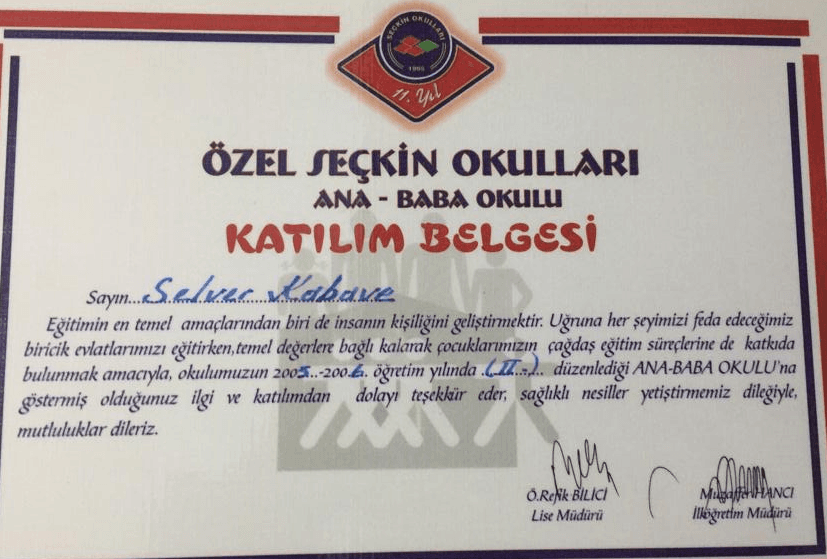 SEÇKİN OKULLARI
1995
11. Yıl
ÖZEL SEÇKİN OKULLARI
ANA - BABA OKULU
KATILIM BELGESİ
Sayın...Selver Kabave
Eğitimin en temel amaçlarından biri de insanın kişiliğini geliştirmektir. Uğruna her şeyimizi feda edeceğimiz
biricik evlatlarımızı eğitirken,temel değerlere bağlı kalarak çocuklarımızın çağdaş eğitim süreçlerine de katkıda
bulunmak amacıyla, okulumuzun 2005..-2006. öğretim yılında (II.). düzenlediği ANA-BABA OKULU'na
göstermiş olduğunuz ilgi ve katılımdan dolayı teşekkür eder, sağlıklı nesiller yetiştirmemiz dileğiyle,
mutluluklar dileriz.
Ö.Refik BİLİCİ
Lise Müdürü
Muzaffer HANCI
İlköğretim Müdürü